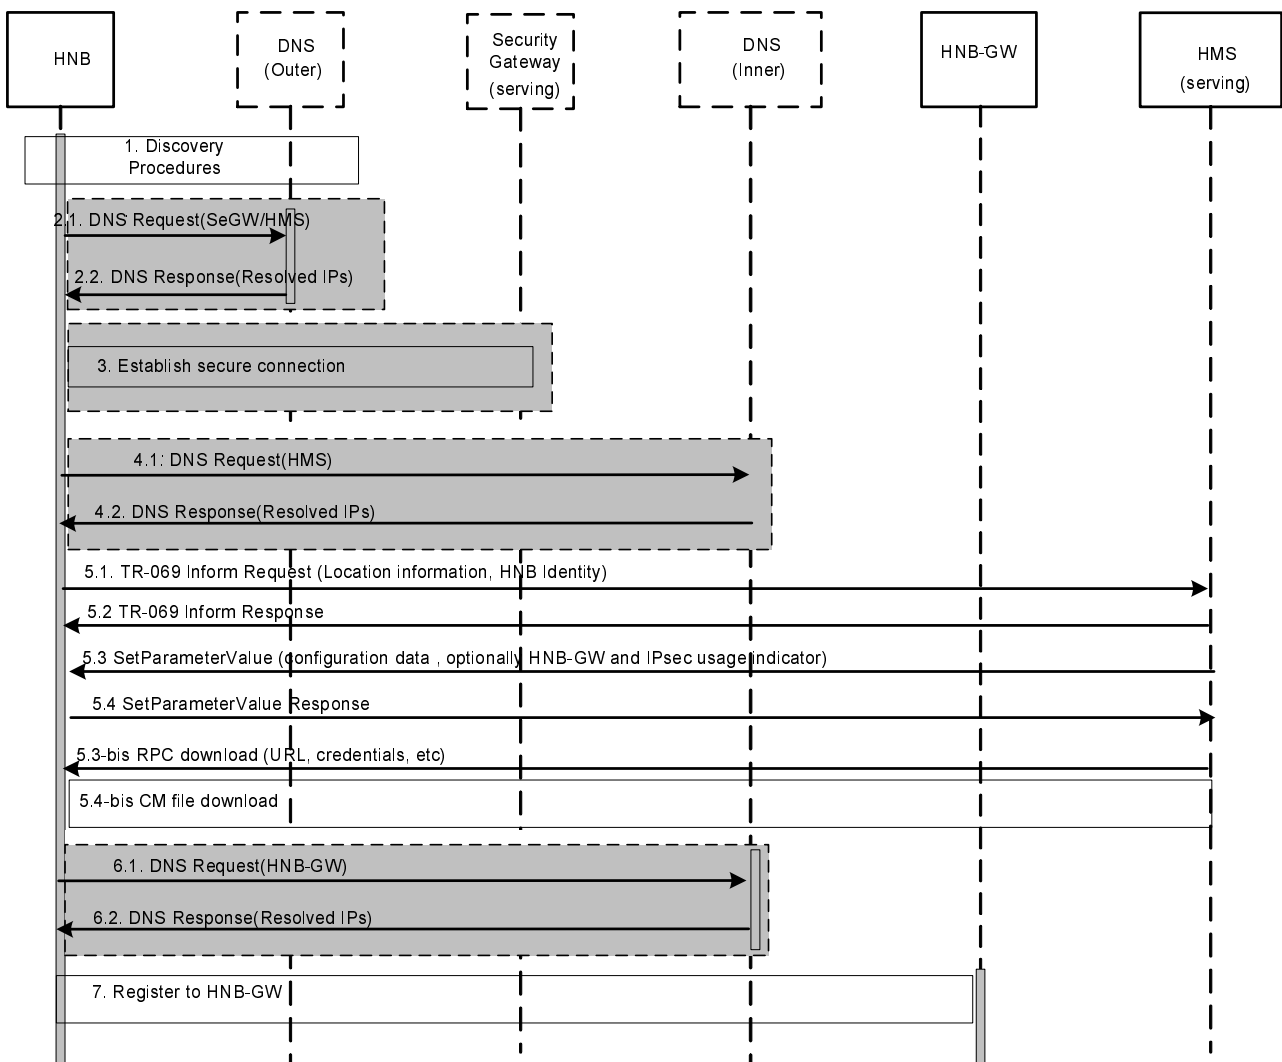 HNB
DNS
(Outer)
Security
Gateway
(serving)
DNS
(Inner)
HNB-GW
HMS
(serving)
1. Discovery
Procedures
2.1. DNS Request(SeGW/HMS)
2.2. DNS Response(Resolved IPs)
3. Establish secure connection
4.1. DNS Request(HMS)
4.2. DNS Response(Resolved IPs)
5.1. TR-069 Inform Request (Location information, HNB Identity)
5.2 TR-069 Inform Response
5.3 SetParameterValue (configuration data , optionally HNB-GW and IPsec usage indicator)
5.4 SetParameterValue Response
5.3-bis RPC download (URL, credentials, etc)
5.4-bis CM file download
6.1. DNS Request(HNB-GW)
6.2. DNS Response(Resolved IPs)
7. Register to HNB-GW